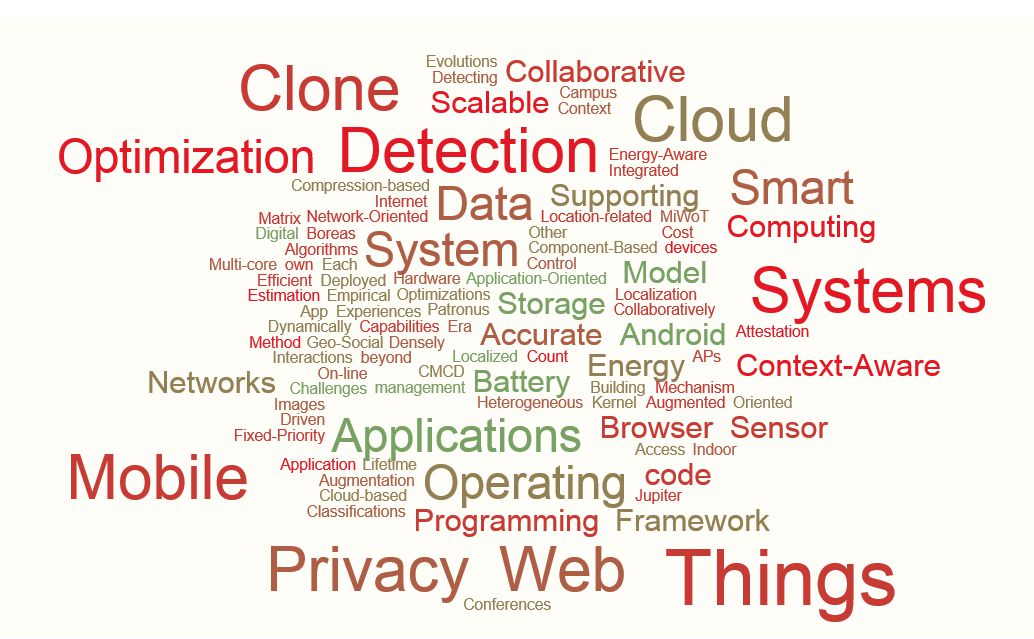 Evolutions
Clone Detecting Collaborative
Scalable Campus
Context Cloud
Optimization Detection Energy-Aware
Integrated
Compression-based Data Supporting Smart
Internet
Matrix Network-Oriented Location-related MiWoT
Digital Boreas Other Cost Computing
Algorithms System Component-Based devices
Multi-core own Each Control
Efficient Deployed Hardware Application-Oriented Model Systems
Estimation Empirical Optimizations Storage Localization
App Experiences Patronus Collaboratively
Dynamically Capabilities Era Accurate Android Attestation
Method Geo-Social Densely
Interactions beyond Localized Count Energy APs Context-Aware
On-line CMCD
Networks Challenges management Battery Building Mechanism
Images Heterogeneous Kernel Augmented Oriented
Driven
Fixed-Priority Applications Browser Sensor
Access Indoor
Mobile Application Lifetime
Augmentation Operating code
Cloud-based Jupiter
Classifications Programming Framework
Privacy Web Things
Conferences